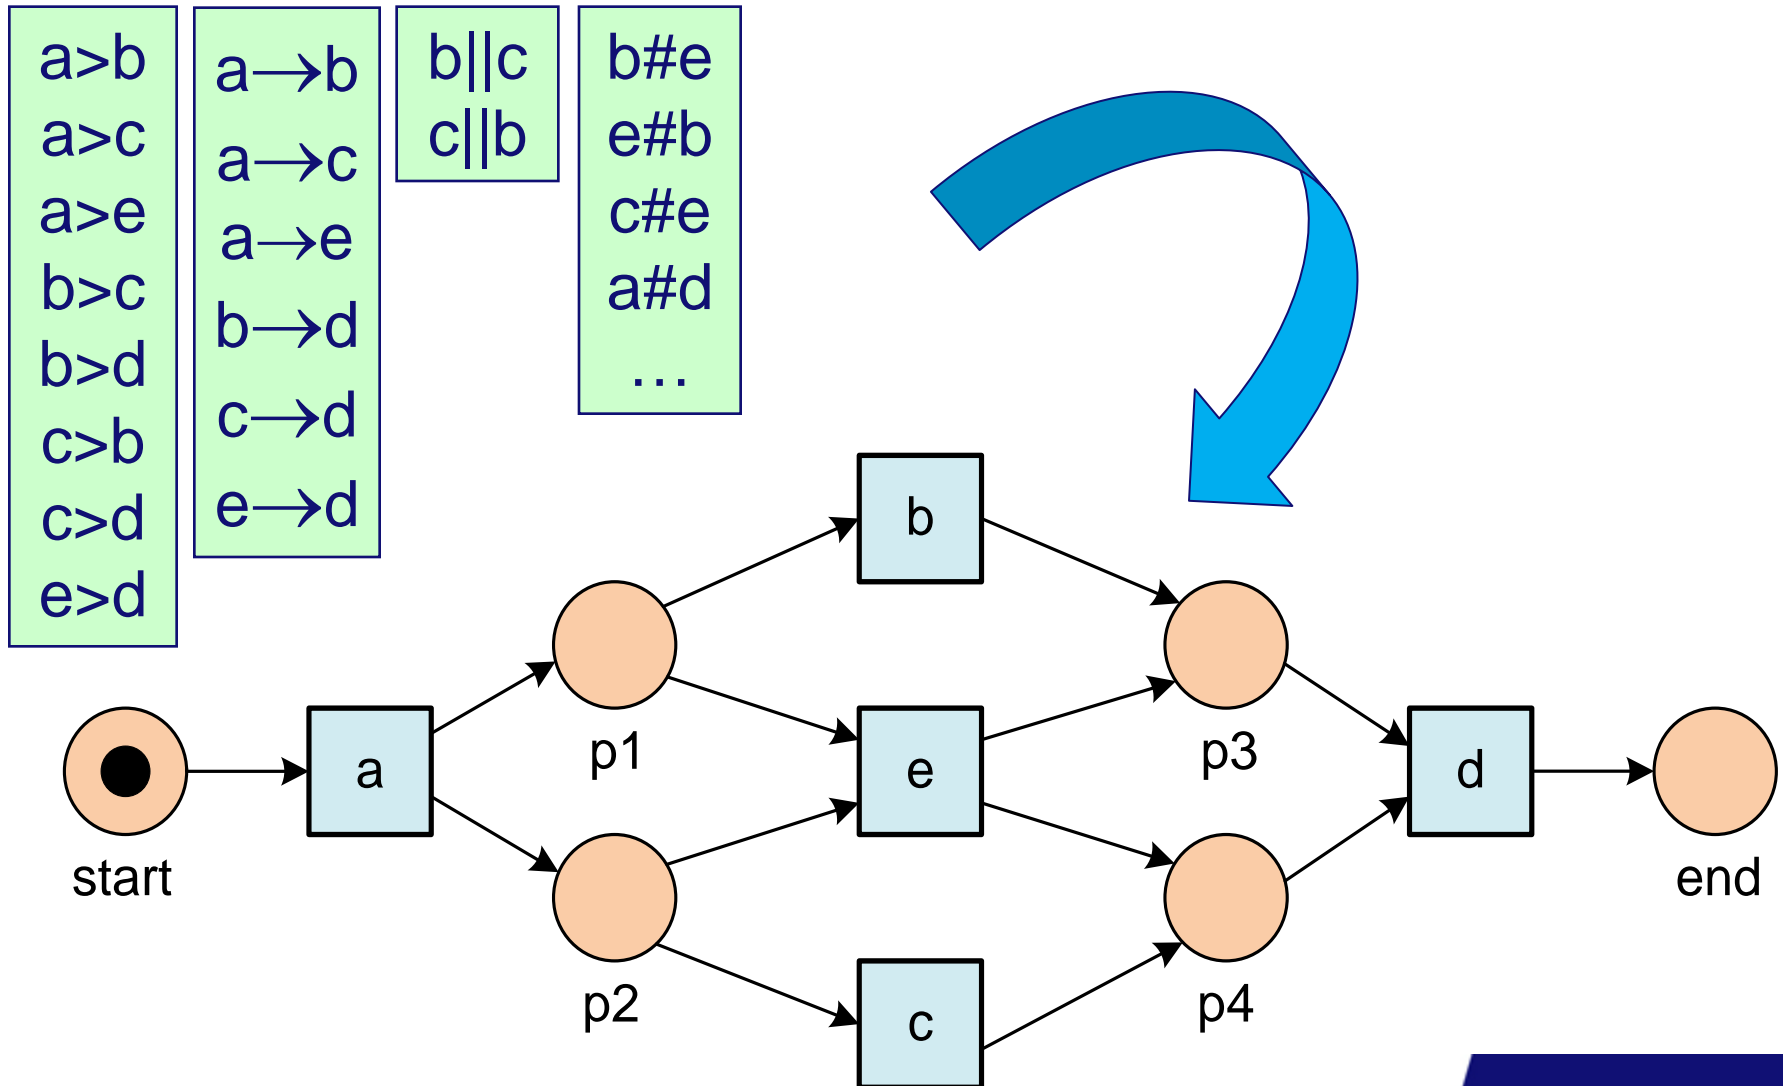 a>b
a>c
a>e
b>c
b>d
c>b
c>d
e>d
a→b
a→c
a→e
b→d
c→d
e→d
b||c
c||b
b#e
e#b
c#e
a#d
…
b
p1
p3
a
e
d
start
end
p2
p4
c